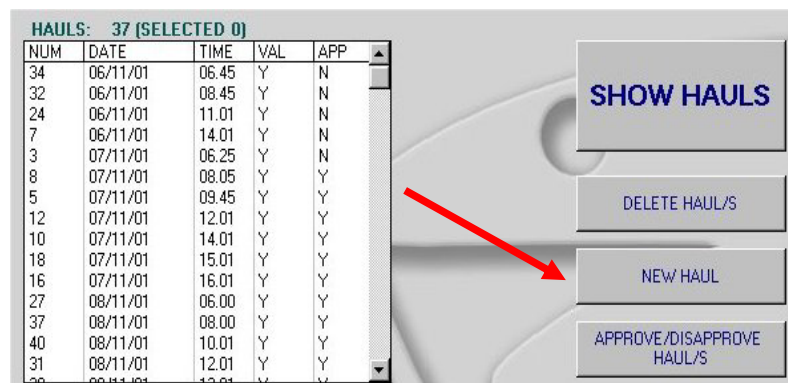 HAULS: 37 (SELECTED 0)
NUM DATE TIME VAL APP
34 06/11/01 06.45 Y N
32 06/11/01 08.45 Y N
24 06/11/01 11.01 Y N
7 06/11/01 14.01 Y N
3 07/11/01 06.25 Y N
8 07/11/01 08.05 Y Y
5 07/11/01 09.45 Y Y
12 07/11/01 12.01 Y Y
10 07/11/01 14.01 Y Y
18 07/11/01 15.01 Y Y
16 07/11/01 16.01 Y Y
27 08/11/01 06.00 Y Y
37 08/11/01 08.00 Y Y
40 08/11/01 10.01 Y Y
31 08/11/01 12.01 Y Y
SHOW HAULS
DELETE HAUL/S
NEW HAUL
APPROVE/DISAPPROVE
HAUL/S